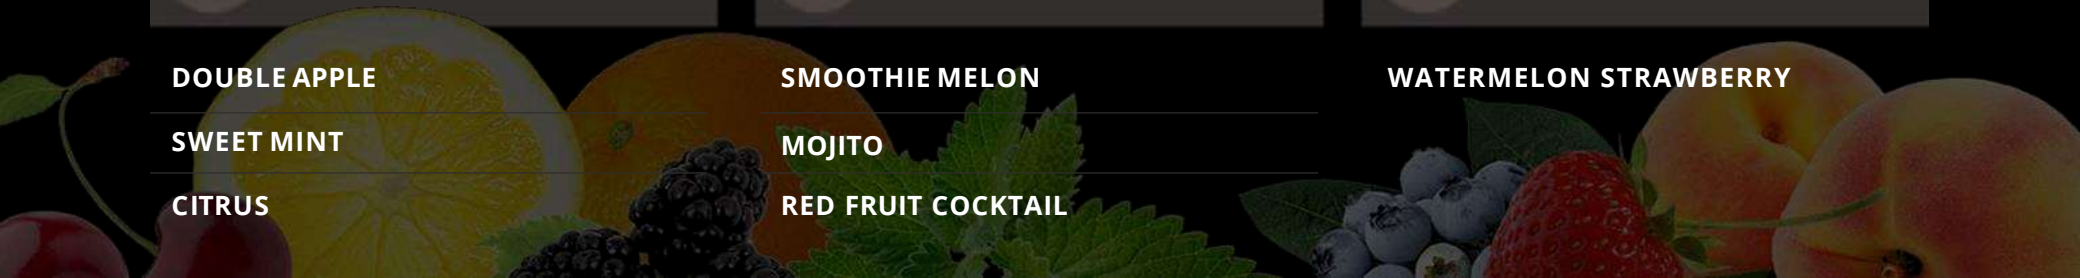 DOUBLE APPLE
SWEET MINT
CITRUS
SMOOTHIE MELON
MOJITO
RED FRUIT COCKTAIL
WATERMELON STRAWBERRY